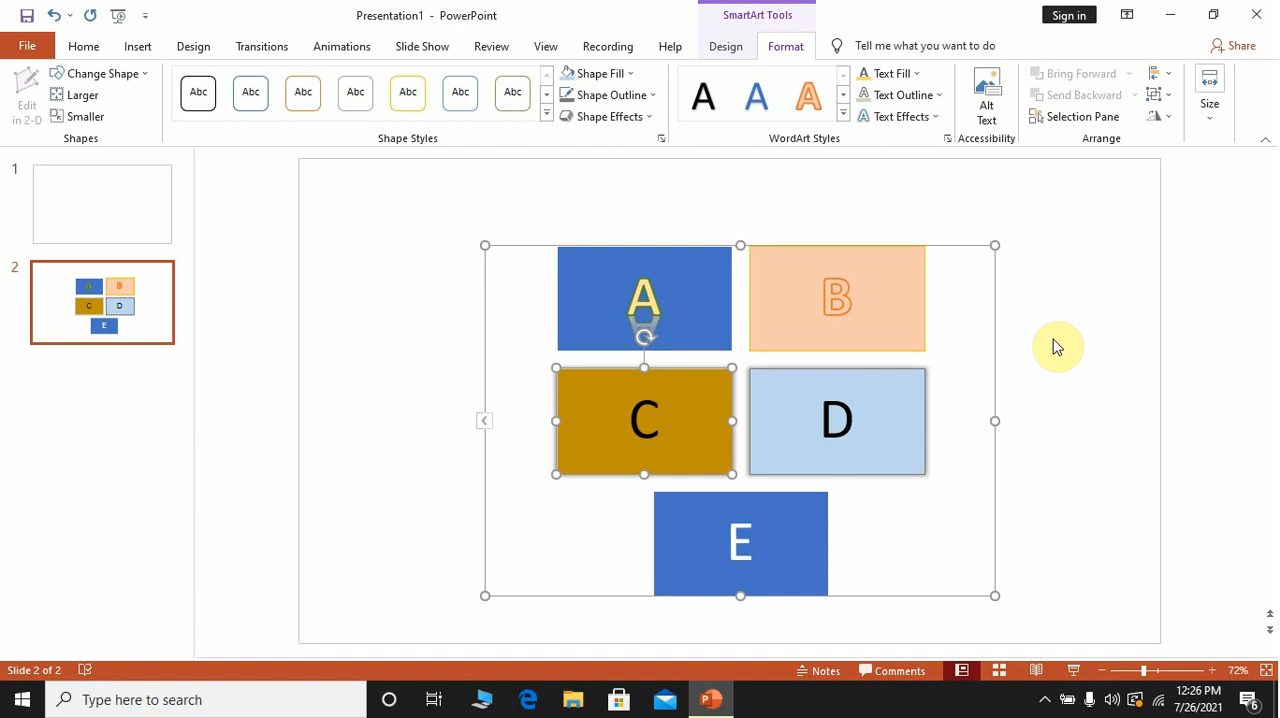 Presentation1 - PowerPoint
SmartArt Tools
Sign in
File Home Insert Design Transitions Animations Slide Show Review View Recording Help Design Format Tell me what you want to do Share
Edit in 2-D
Change Shape
Larger
Smaller
Shapes
Abc Abc Abc Abc Abc Abc Abc
Shape Fill
Shape Outline
Shape Effects
Shape Styles
A A A
Text Fill
Text Outline
Text Effects
WordArt Styles
Alt Text
Accessibility
Bring Forward
Send Backward
Selection Pane
Arrange
Size
1
2
A B
C D
E
A B
C D
E
Slide 2 of 2
Notes
Comments
72%
Type here to search
12:26 PM
7/26/2021
6